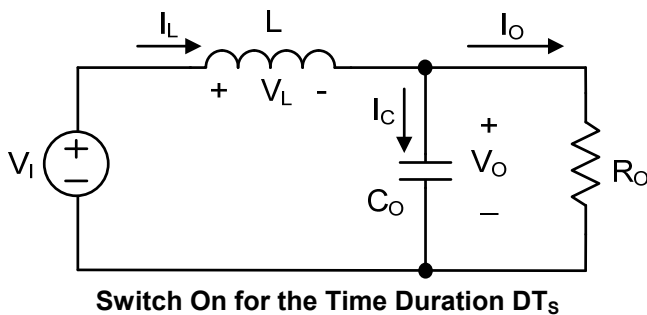 I_L
L
I_O
+ V_L -
I_C
+
V_I
+
−
V_O
R_O
C_O
−
Switch On for the Time Duration DT_S